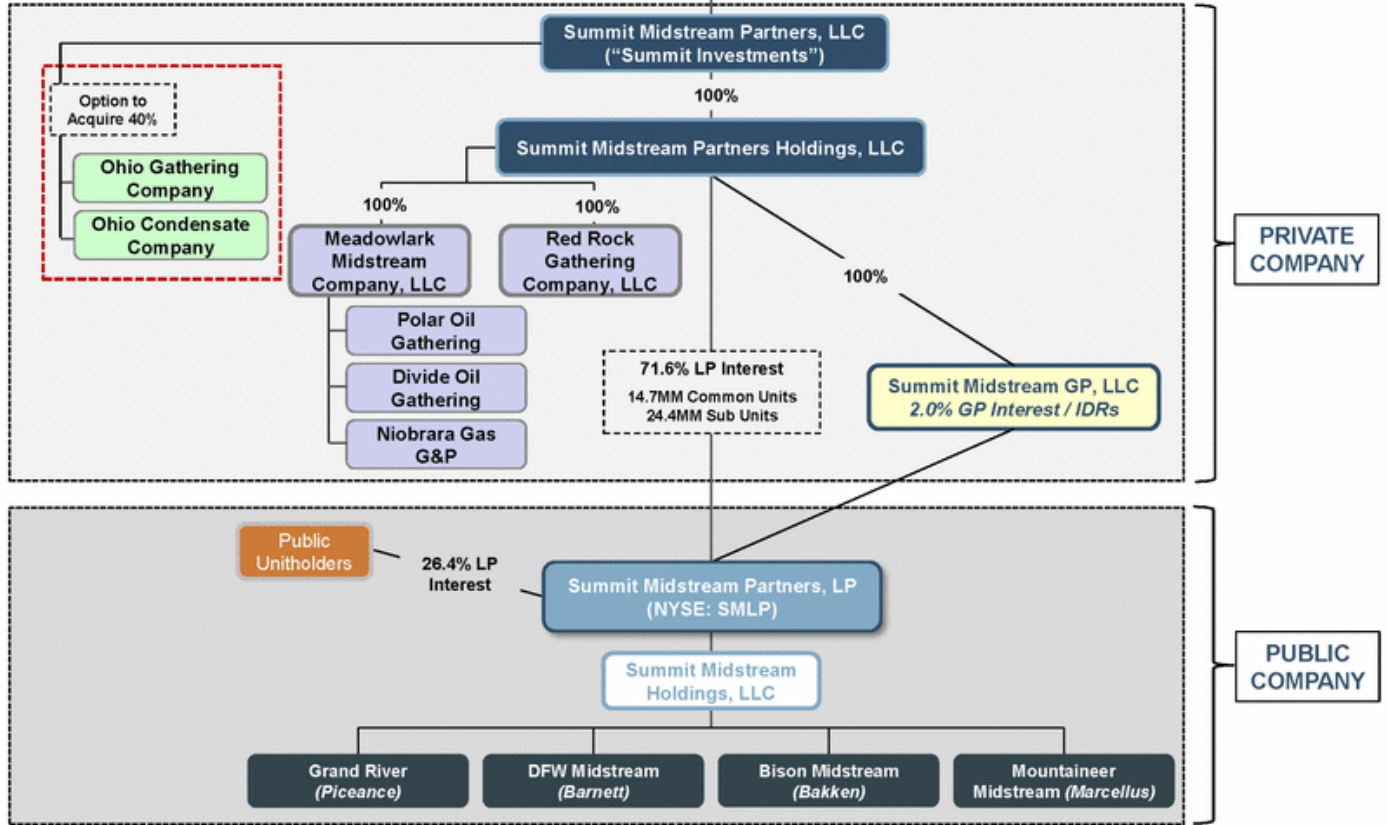 Summit Midstream Partners, LLC
(“Summit Investments”)
100%
Option to
Acquire 40%
Ohio Gathering
Company
Ohio Condensate
Company
Summit Midstream Partners Holdings, LLC
100%
100%
Meadowlark
Midstream
Company, LLC
Red Rock
Gathering
Company, LLC
Polar Oil
Gathering
Divide Oil
Gathering
Niobrara Gas
G&P
71.6% LP Interest
14.7MM Common Units
24.4MM Sub Units
100%
Summit Midstream GP, LLC
2.0% GP Interest / IDRs
PRIVATE
COMPANY
Public
Unitholders
26.4% LP
Interest
Summit Midstream Partners, LP
(NYSE: SMLP)
Summit Midstream
Holdings, LLC
Grand River
(Piceance)
DFW Midstream
(Barnett)
Bison Midstream
(Bakken)
Mountaineer
Midstream (Marcellus)
PUBLIC
COMPANY